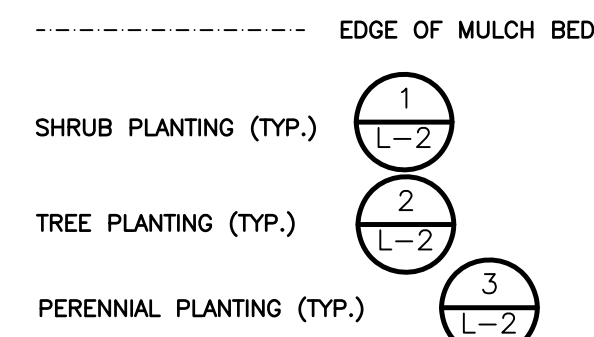 EDGE OF MULCH BED
1
SHRUB PLANTING (TYP.)
L-2
2
TREE PLANTING (TYP.)
L-2
3
PERENNIAL PLANTING (TYP.)
L-2